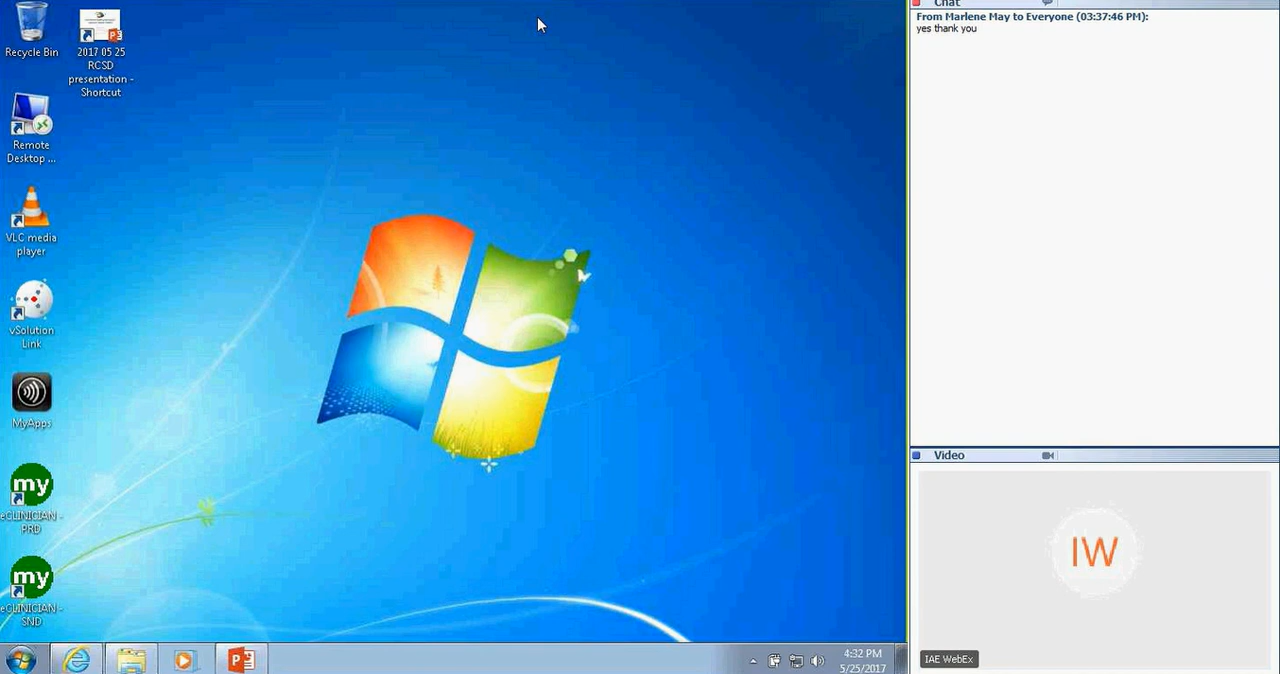 Recycle Bin
2017 05 25
RCSD
presentation -
Shortcut
Remote
Desktop ...
VLC media
player
vSolution
Link
MyApps
my
eCLINICIAN -
PRD
my
eCLINICIAN -
SND
4:32 PM
5/25/2017
Chat
From Marlene May to Everyone (03:37:46 PM):
yes thank you
Video
IW
IAE WebEx